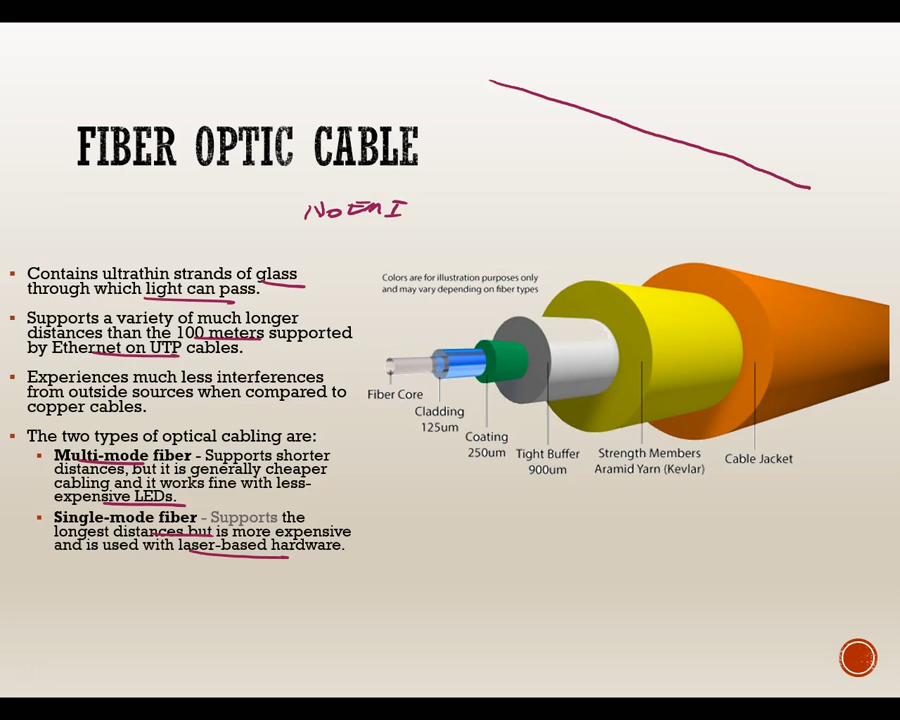 FIBER OPTIC CABLE
NO EMI
Contains ultrathin strands of glass
through which light can pass.
Supports a variety of much longer
distances than the 100 meters supported
by Ethernet on UTP cables.
Experiences much less interferences
from outside sources when compared to
copper cables.
The two types of optical cabling are:
Multi-mode fiber - Supports shorter
distances, but it is generally cheaper
cabling and it works fine with less-
expensive LEDs.
Single-mode fiber - Supports the
longest distances but is more expensive
and is used with laser-based hardware.
Colors are for illustration purposes only
and may vary depending on fiber types
Fiber Core
Cladding
125um
Coating
250um
Tight Buffer
900um
Strength Members
Aramid Yarn (Kevlar)
Cable Jacket